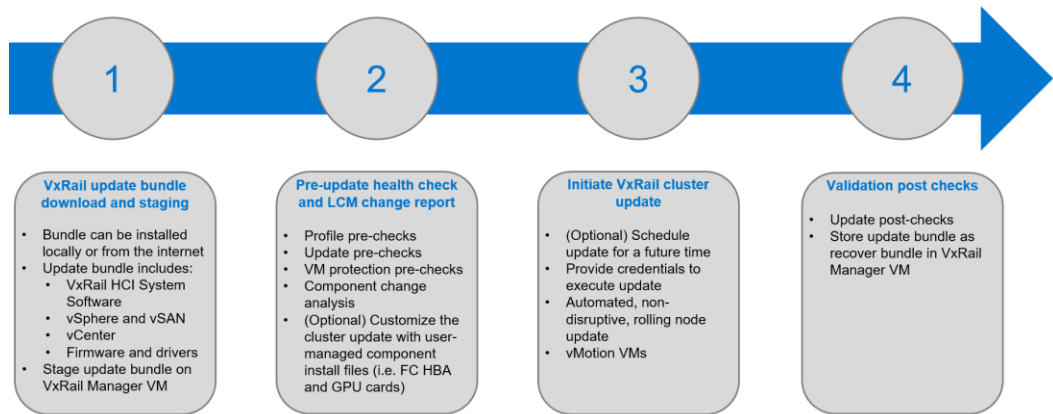 1
2
3
4
VxRail update bundle
download and staging
• Bundle can be installed
locally or from the internet
• Update bundle includes:
• VxRail HCI System
Software
• vSphere and vSAN
• vCenter
• Firmware and drivers
• Stage update bundle on
VxRail Manager VM
Pre-update health check
and LCM change report
• Profile pre-checks
• Update pre-checks
• VM protection pre-checks
• Component change
analysis
• (Optional) Customize the
cluster update with user-
managed component
install files (i.e. FC HBA
and GPU cards)
Initiate VxRail cluster
update
• (Optional) Schedule
update for a future time
• Provide credentials to
execute update
• Automated, non-
disruptive, rolling node
update
• vMotion VMs
Validation post checks
• Update post-checks
• Store update bundle as
recover bundle in VxRail
Manager VM